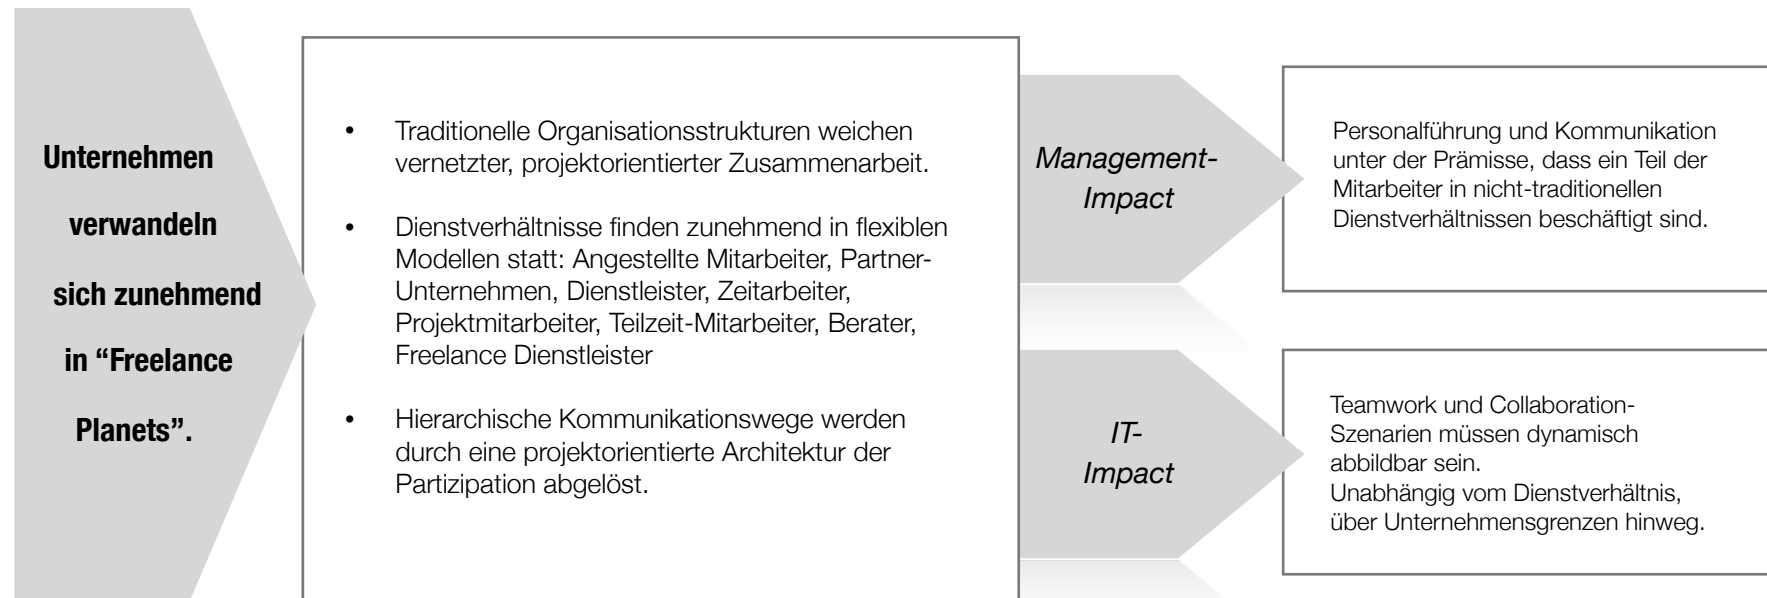 Unternehmen
verwandeln
sich zunehmend
in “Freelance
Planets”.
• Traditionelle Organisationsstrukturen weichen
vernetzter, projektorientierter Zusammenarbeit.
• Dienstverhältnisse finden zunehmend in flexiblen
Modellen statt: Angestellte Mitarbeiter, Partner-
Unternehmen, Dienstleister, Zeitarbeiter,
Projektmitarbeiter, Teilzeit-Mitarbeiter, Berater,
Freelance Dienstleister
• Hierarchische Kommunikationswege werden
durch eine projektorientierte Architektur der
Partizipation abgelöst.
Management-
Impact
Personalführung und Kommunikation
unter der Prämisse, dass ein Teil der
Mitarbeiter in nicht-traditionellen
Dienstverhältnissen beschäftigt sind.
IT-
Impact
Teamwork und Collaboration-
Szenarien müssen dynamisch
abbildbar sein.
Unabhängig vom Dienstverhältnis,
über Unternehmensgrenzen hinweg.